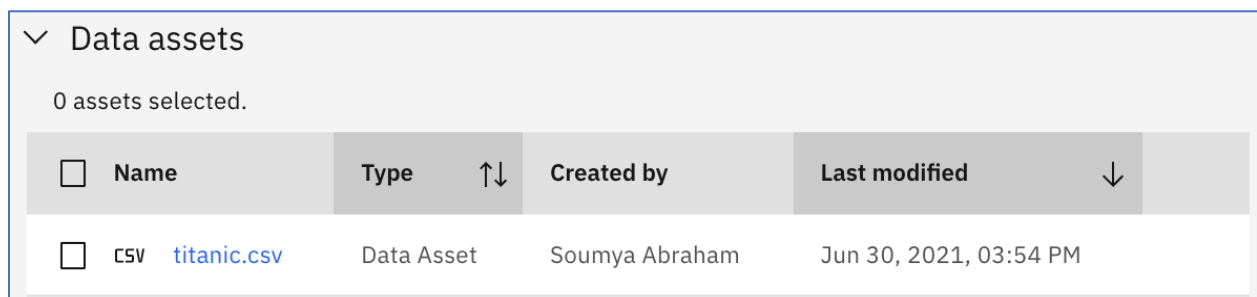 Data assets
0 assets selected.
Name Type Created by Last modified
CSV titanic.csv Data Asset Soumya Abraham Jun 30, 2021, 03:54 PM